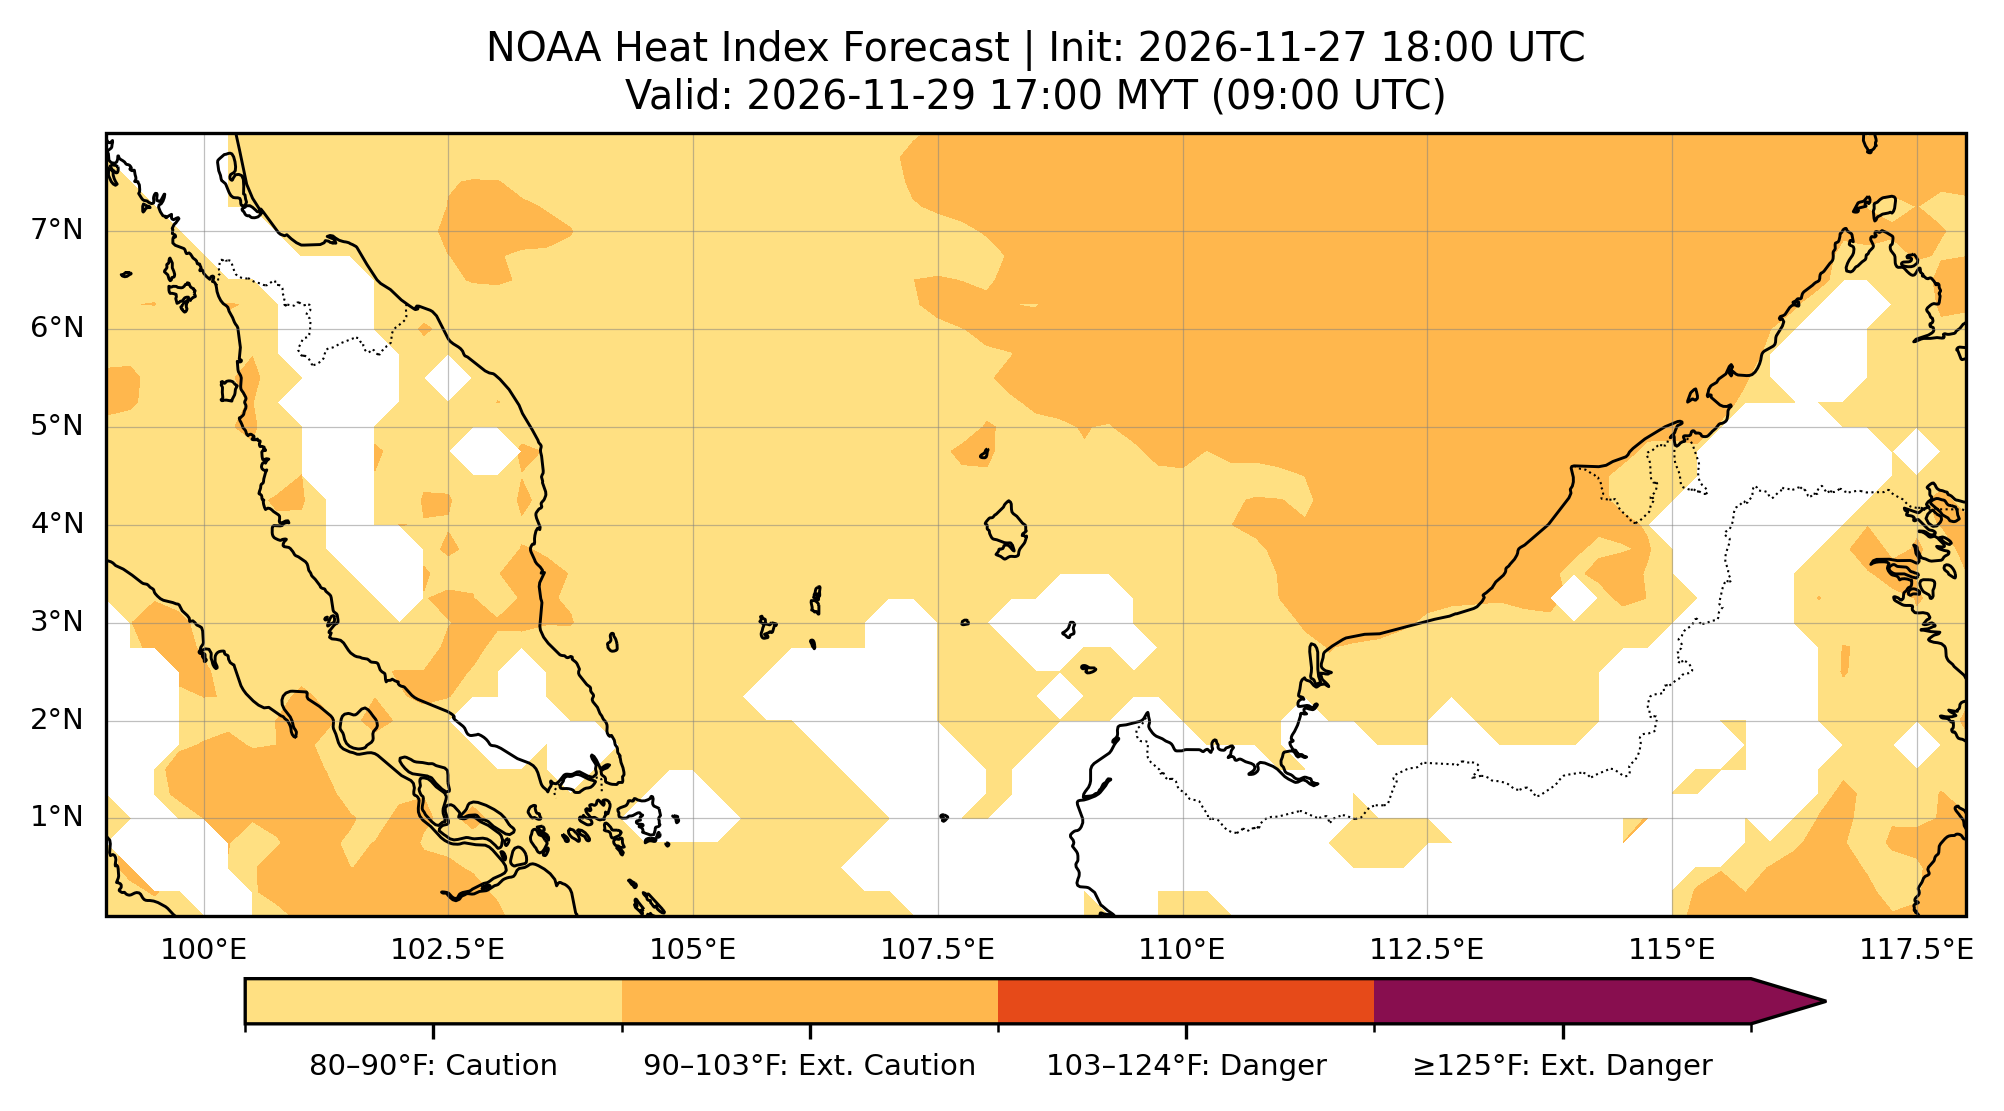 NOAA Heat Index Forecast | Init: 2026-11-27 18:00 UTC
Valid: 2026-11-29 17:00 MYT (09:00 UTC)
7°N
6°N
5°N
4°N
3°N
2°N
1°N
100°E 102.5°E 105°E 107.5°E 110°E 112.5°E 115°E 117.5°E
80–90°F: Caution 90–103°F: Ext. Caution 103–124°F: Danger ≥125°F: Ext. Danger